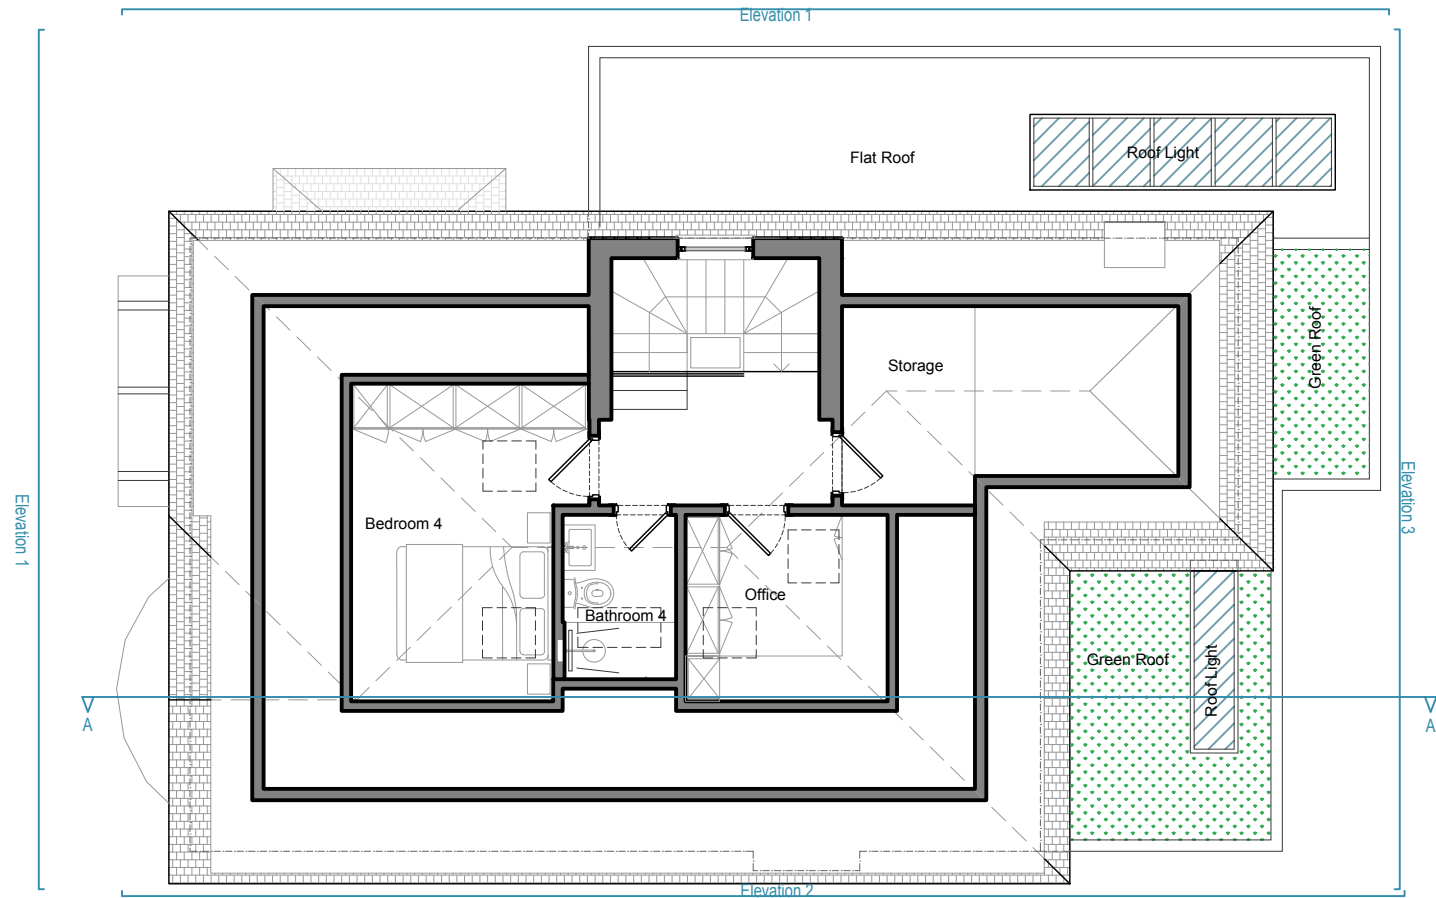 Elevation 1
Flat Roof
Roof Light
Green Roof
Storage
Elevation 1
Bedroom 4
Elevation 3
Office
Bathroom 4
Green Roof
Roof Light
A
A
Elevation 2